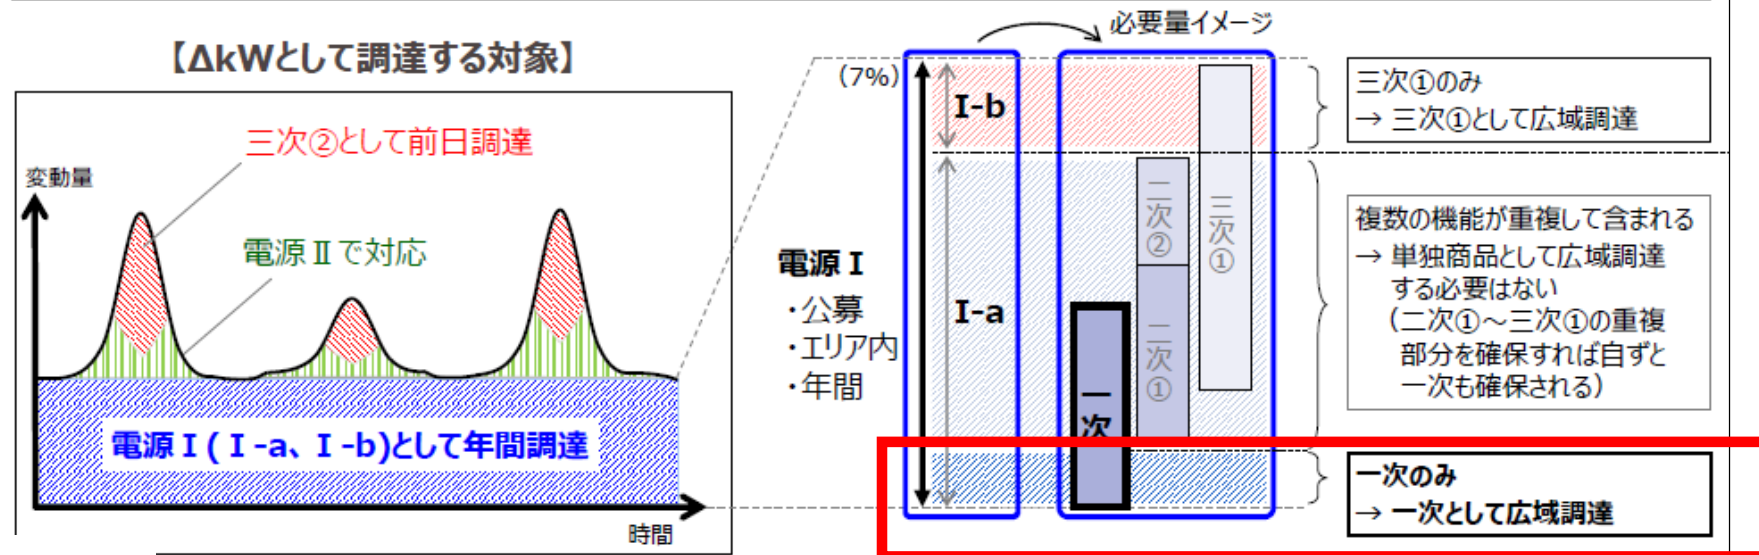 【ΔkWとして調達する対象】
三次②として前日調達
変動量
電源Ⅱで対応
電源Ⅰ(Ⅰ-a、Ⅰ-b)として年間調達
時間
必要量イメージ
(7%)
Ⅰ-b
Ⅰ-a
電源Ⅰ
・公募
・エリア内
・年間
一次
二次②
二次①
三次①
三次①のみ
→ 三次①として広域調達
複数の機能が重複して含まれる
→ 単独商品として広域調達
する必要はない
(二次①～三次①の重複
部分を確保すれば自ずと
一次も確保される)
一次のみ
→ 一次として広域調達